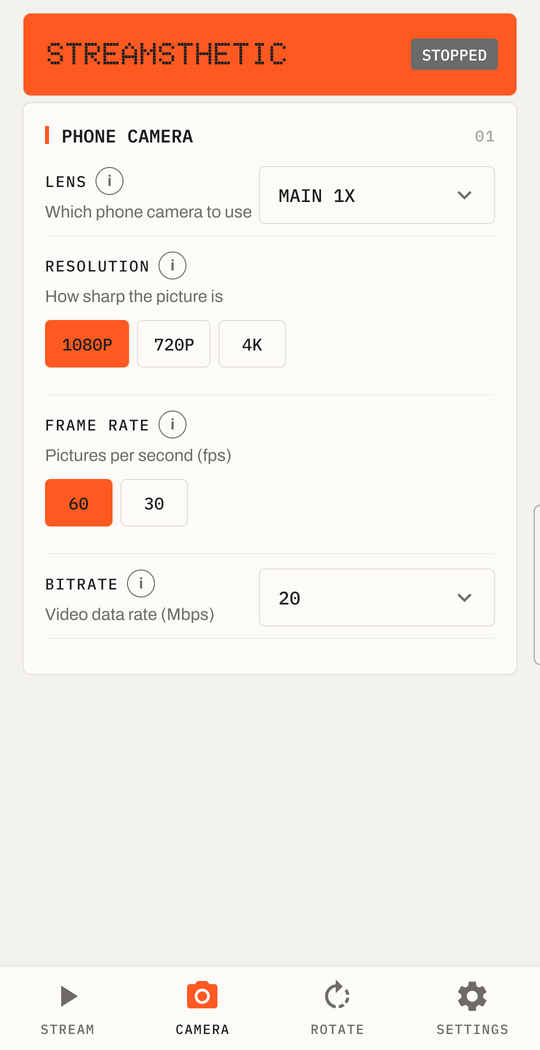 STREAMSTHETIC
STOPPED
PHONE CAMERA
01
LENS i
Which phone camera to use
MAIN 1X
RESOLUTION i
How sharp the picture is
1080P 720P 4K
FRAME RATE i
Pictures per second (fps)
60 30
BITRATE i
Video data rate (Mbps)
20
STREAM CAMERA ROTATE SETTINGS